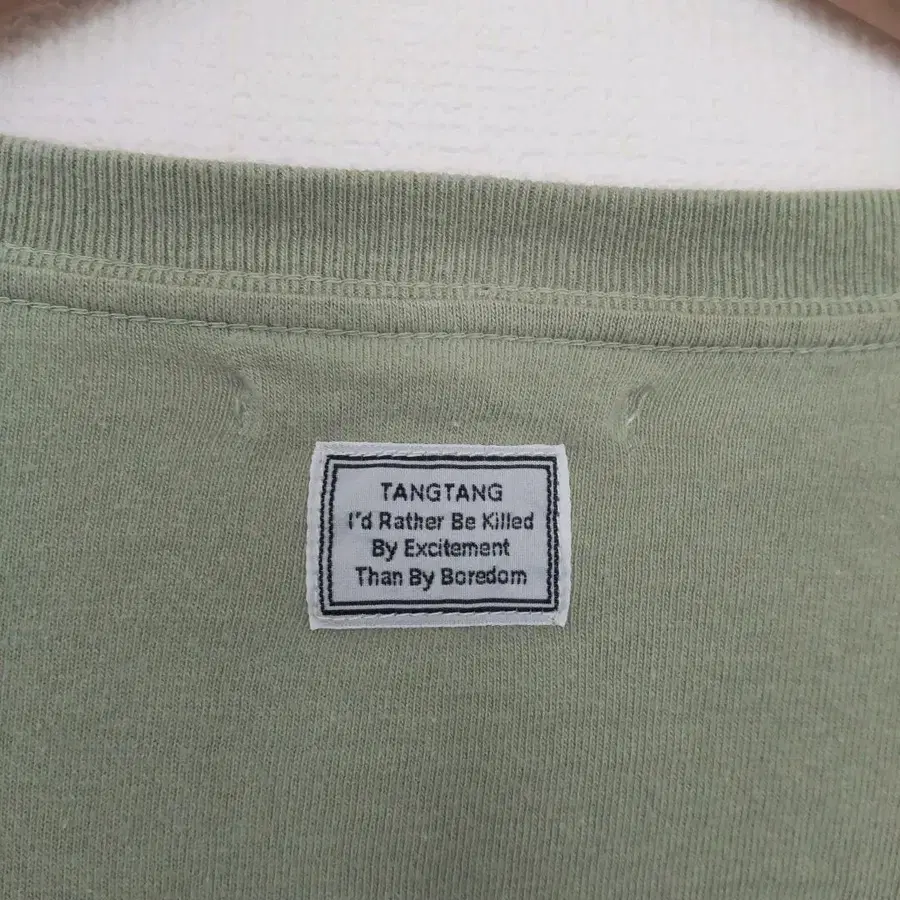 TANGTANG
I'd Rather Be Killed
By Excitement
Than By Boredom